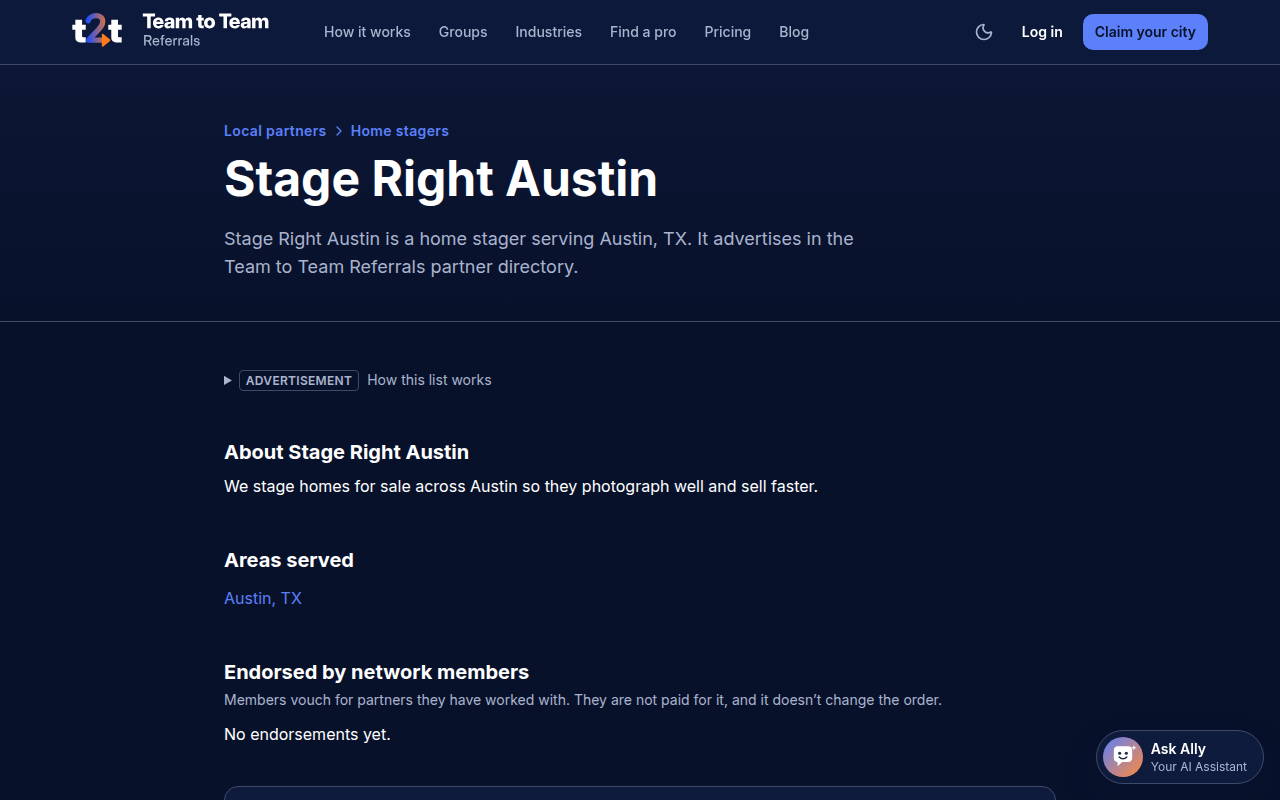 t2t
Team to Team
Referrals
How it works
Groups
Industries
Find a pro
Pricing
Blog
Log in
Claim your city
Local partners
Home stagers
Stage Right Austin
Stage Right Austin is a home stager serving Austin, TX. It advertises in the
Team to Team Referrals partner directory.
ADVERTISEMENT How this list works
About Stage Right Austin
We stage homes for sale across Austin so they photograph well and sell faster.
Areas served
Austin, TX
Endorsed by network members
Members vouch for partners they have worked with. They are not paid for it, and it doesn’t change the order.
No endorsements yet.
Ask Ally
Your AI Assistant